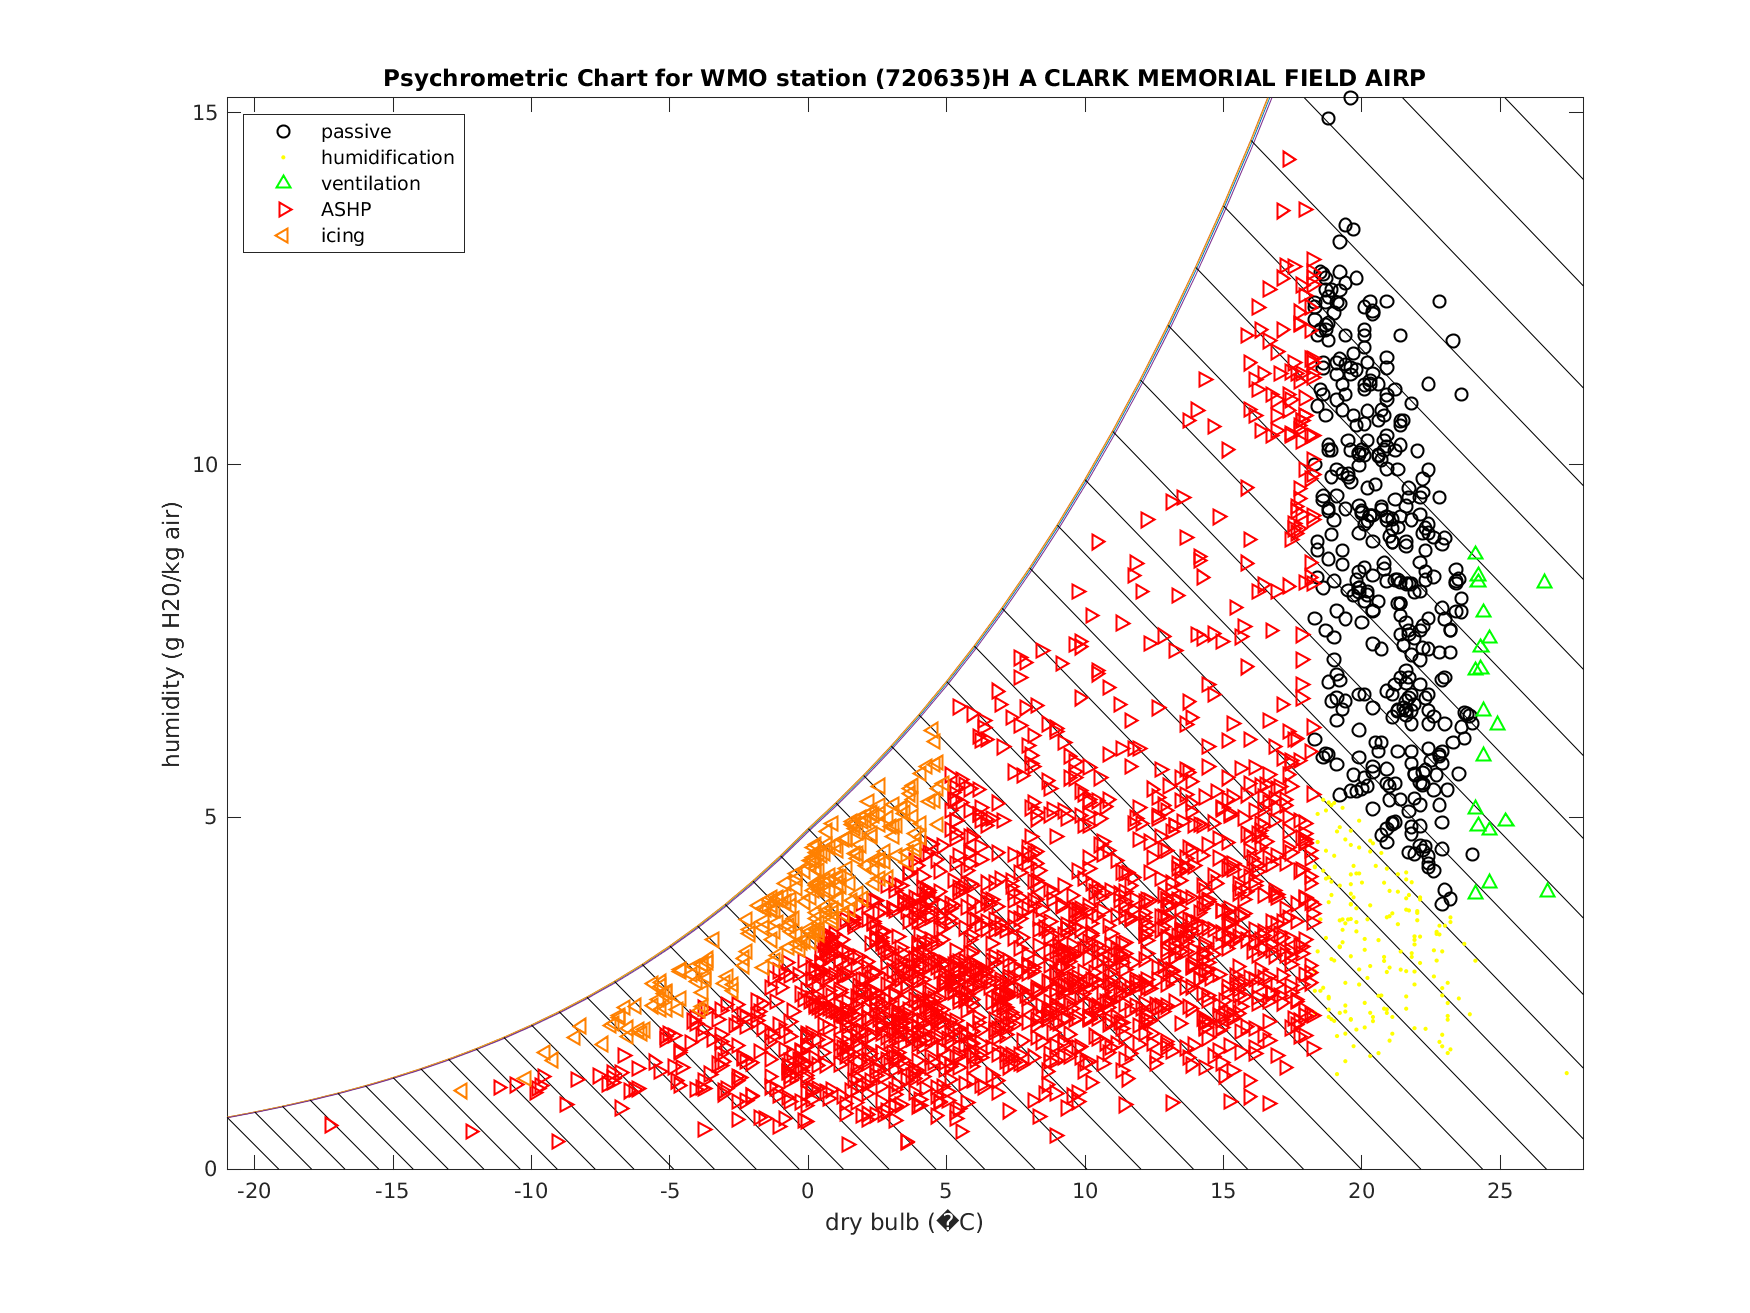 Psychrometric Chart for WMO station (720635)H A CLARK MEMORIAL FIELD AIRP
15
passive
humidification
ventilation
ASHP
icing
10
humidity (g H20/kg air)
5
0
-20 -15 -10 -5 0 5 10 15 20 25
dry bulb (�C)